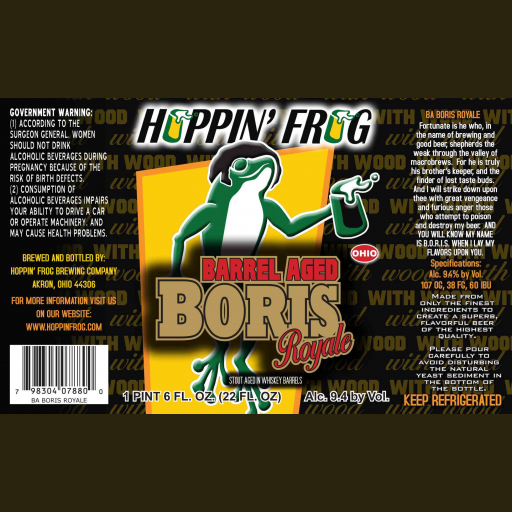 GOVERNMENT WARNING:
(1) ACCORDING TO THE
SURGEON GENERAL, WOMEN
SHOULD NOT DRINK
ALCOHOLIC BEVERAGES DURING
PREGNANCY BECAUSE OF THE
RISK OF BIRTH DEFECTS.
(2) CONSUMPTION OF
ALCOHOLIC BEVERAGES IMPAIRS
YOUR ABILITY TO DRIVE A CAR
OR OPERATE MACHINERY, AND
MAY CAUSE HEALTH PROBLEMS.
BREWED AND BOTTLED BY:
HOPPIN' FROG BREWING COMPANY
AKRON, OHIO 44306
FOR MORE INFORMATION VISIT US
ON OUR WEBSITE:
WWW.HOPPINFROG.COM
7 98304 07880 0
BA BORIS ROYALE
HOPPIN' FROG
OHIO
BARREL AGED
BORIS
Royale
STOUT AGED IN WHISKEY BARRELS
1 PINT 6 FL. OZ. (22 FL. OZ) Alc. 9.4 by Vol.
BA BORIS ROYALE
Fortunate is he who, in
the name of brewing and
good beer, shepherds the
weak through the valley of
macrobrews. For he is truly
his brother's keeper, and the
finder of lost taste buds.
And I will strike down upon
thee with great vengeance
and furious anger those
who attempt to poison
and destroy my beer. AND
YOU WILL KNOW MY NAME
IS B.O.R.I.S. WHEN I LAY MY
FLAVORS UPON YOU.
Specifications:
Alc. 9.4% by Vol.
107 OG, 38 FG, 60 IBU
MADE FROM
ONLY THE FINEST
INGREDIENTS TO
CREATE A SUPERB,
FLAVORFUL BEER
OF THE HIGHEST
QUALITY.
PLEASE POUR
CAREFULLY TO
AVOID DISTURBING
THE NATURAL
YEAST SEDIMENT IN
THE BOTTOM OF
THE BOTTLE.
KEEP REFRIGERATED